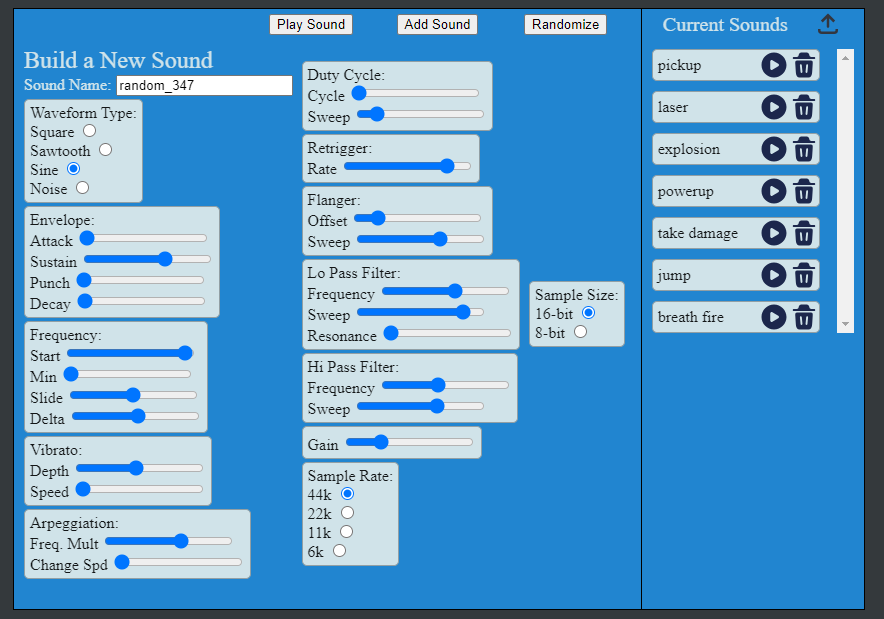 Play Sound
Add Sound
Randomize
Build a New Sound
Sound Name: random_347
Waveform Type:
Square
Sawtooth
Sine
Noise
Envelope:
Attack
Sustain
Punch
Decay
Frequency:
Start
Min
Slide
Delta
Vibrato:
Depth
Speed
Arpeggiation:
Freq. Mult
Change Spd
Duty Cycle:
Cycle
Sweep
Retrigger:
Rate
Flanger:
Offset
Sweep
Lo Pass Filter:
Frequency
Sweep
Resonance
Hi Pass Filter:
Frequency
Sweep
Gain
Sample Rate:
44k
22k
11k
6k
Sample Size:
16-bit
8-bit
Current Sounds
pickup
laser
explosion
powerup
take damage
jump
breath fire